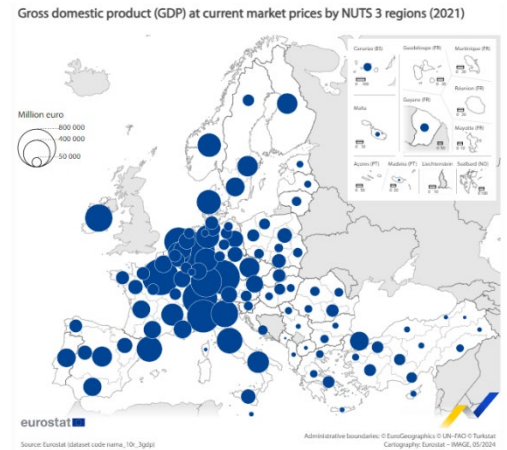 Gross domestic product (GDP) at current market prices by NUTS 3 regions (2021)
Million euro
800 000
400 000
50 000
Canarias (ES)
Guadeloupe (FR)
Martinique (FR)
Réunion (FR)
Malta
Guyane (FR)
Mayotte (FR)
Açores (PT)
Madeira (PT)
Liechtenstein
Svalbard (NO)
eurostat
Administrative boundaries: © EuroGeographics © UN–FAO © Turkstat
Cartography: Eurostat – IMAGE, 05/2024
Source: Eurostat (dataset code nama_10r_3gdp)